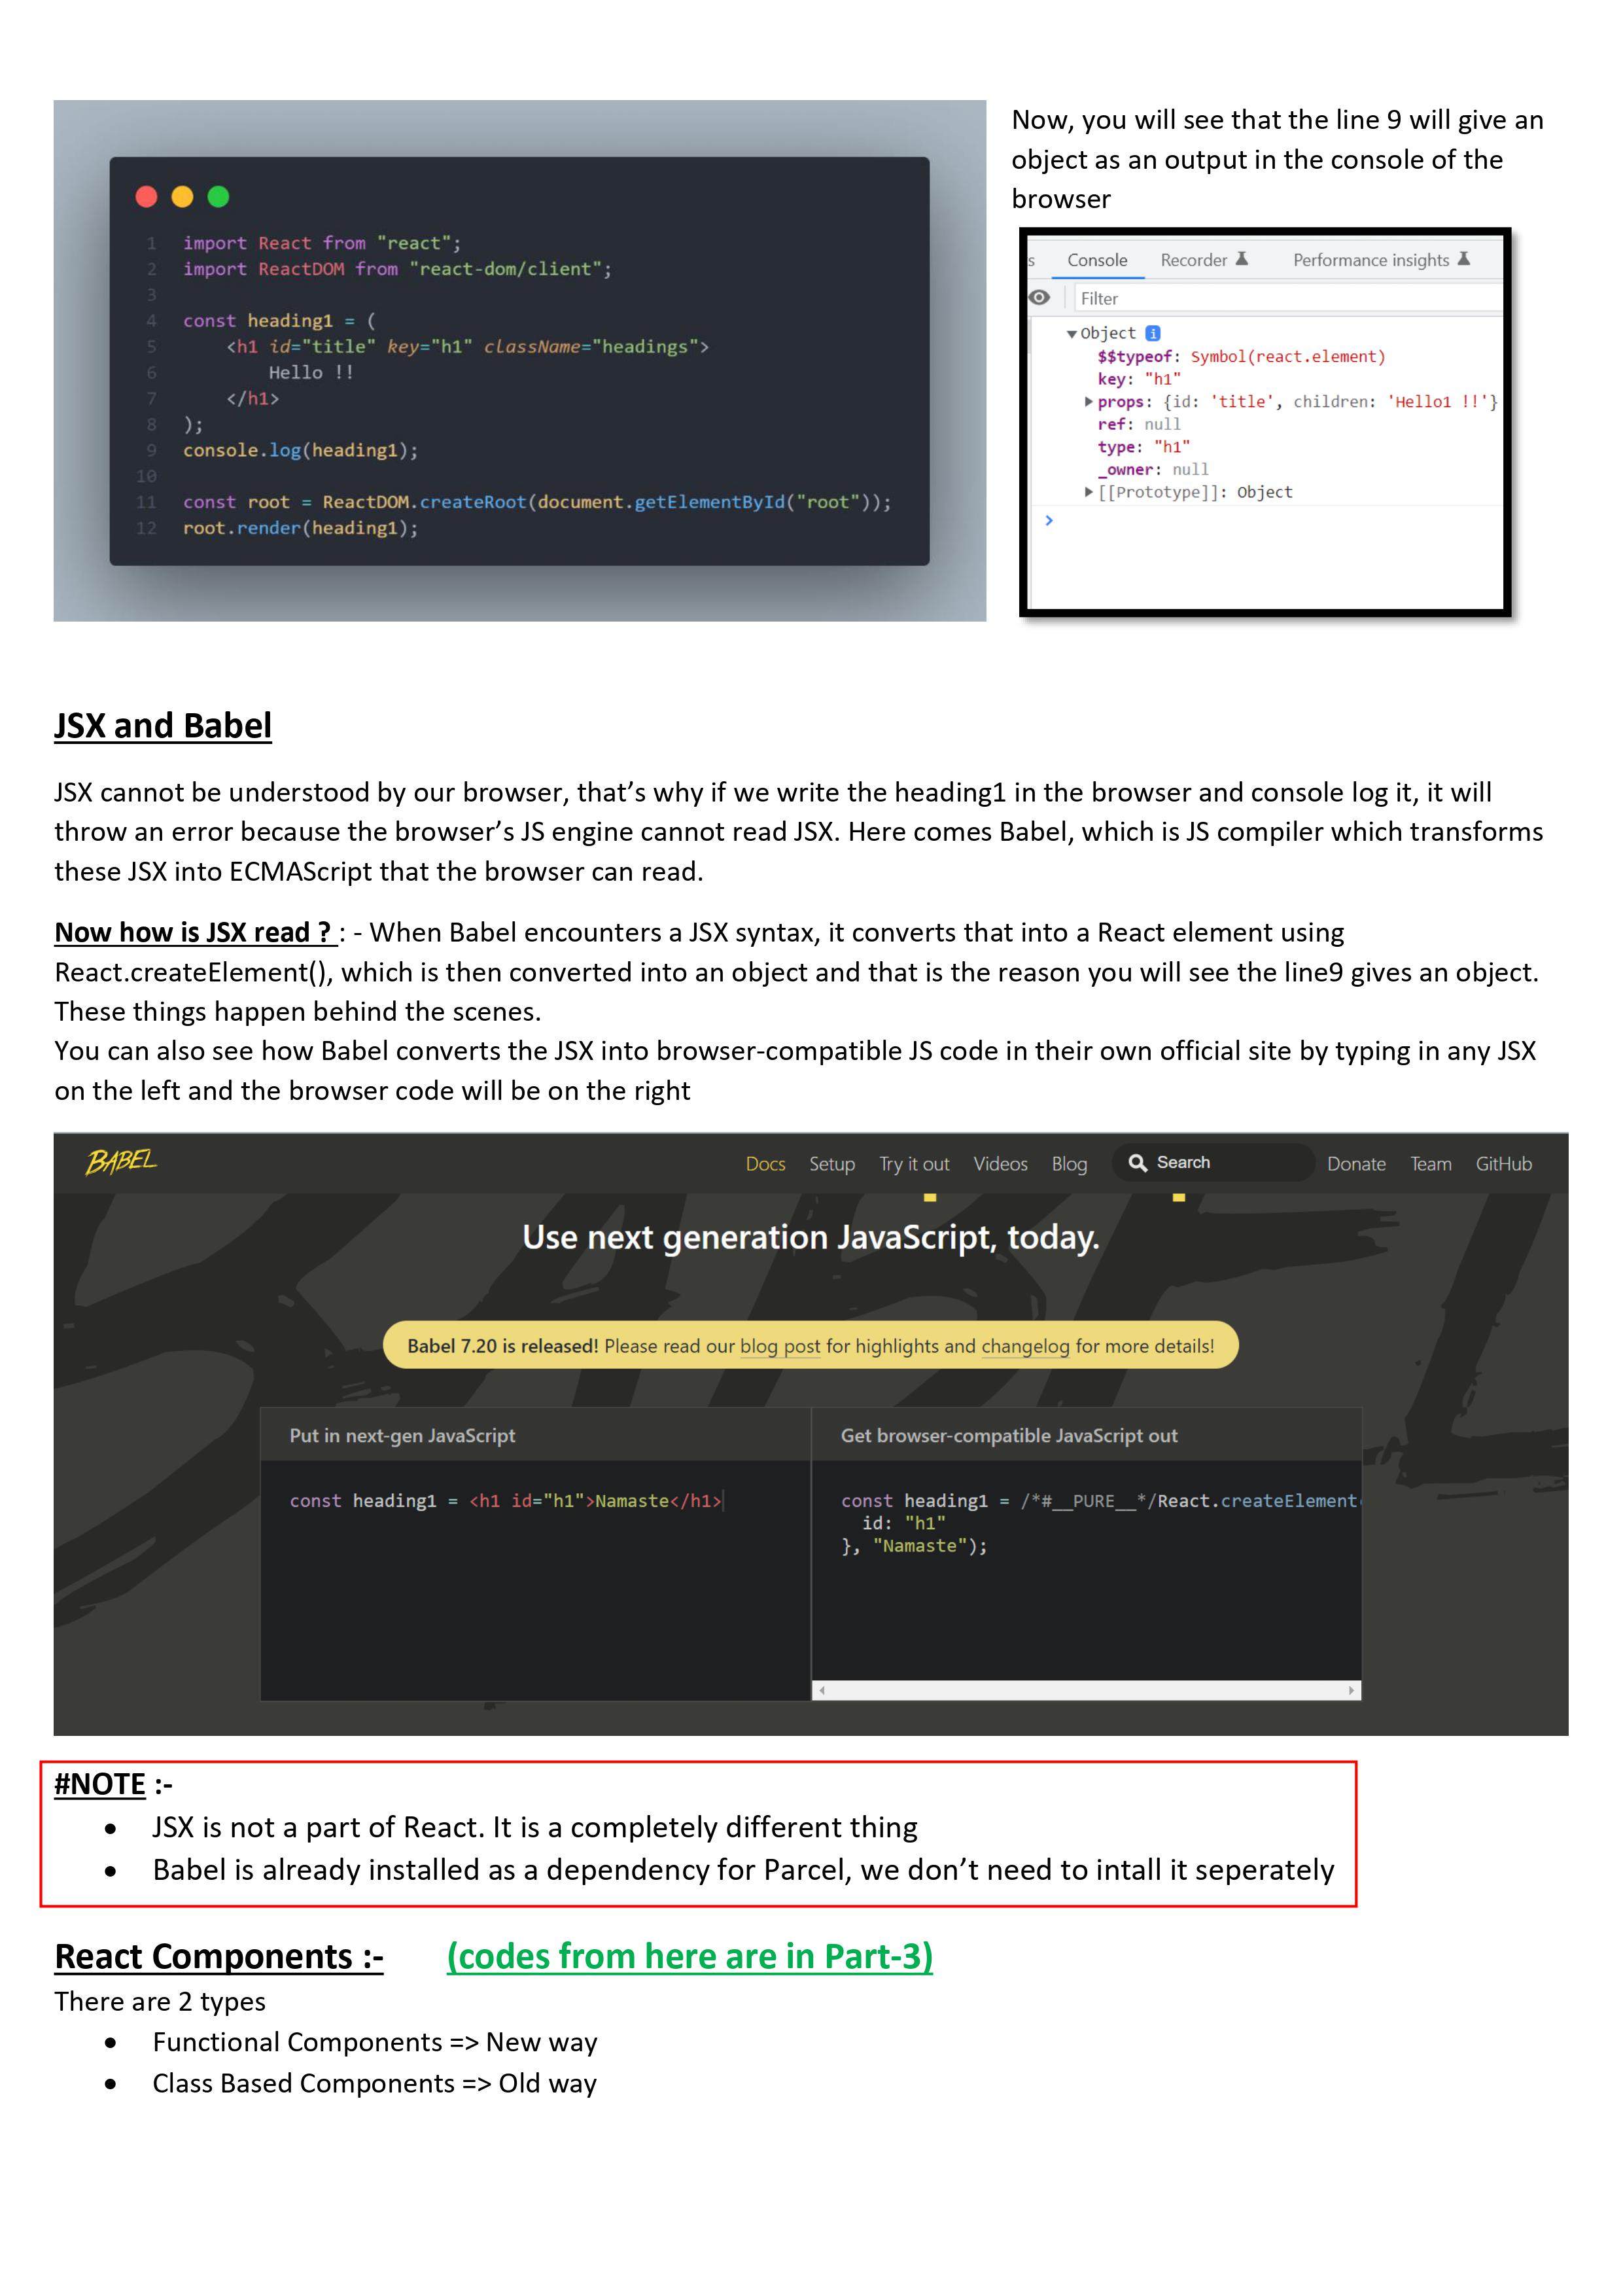 Now, you will see that the line 9 will give an
object as an output in the console of the
browser
1 import React from "react";
2 import ReactDOM from "react-dom/client";
3
4 const heading1 = (
5 <h1 id="title" key="h1" className="headings">
6 Hello !!
7 </h1>
8 );
9 console.log(heading1);
10
11 const root = ReactDOM.createRoot(document.getElementById("root"));
12 root.render(heading1);
s Console Recorder Performance insights
Filter
▼Object i
$$typeof: Symbol(react.element)
key: "h1"
▶props: {id: 'title', children: 'Hello1 !!'}
ref: null
type: "h1"
_owner: null
▶[[Prototype]]: Object
>
JSX and Babel
JSX cannot be understood by our browser, that’s why if we write the heading1 in the browser and console log it, it will
throw an error because the browser’s JS engine cannot read JSX. Here comes Babel, which is JS compiler which transforms
these JSX into ECMAScript that the browser can read.
Now how is JSX read ? : - When Babel encounters a JSX syntax, it converts that into a React element using
React.createElement(), which is then converted into an object and that is the reason you will see the line9 gives an object.
These things happen behind the scenes.
You can also see how Babel converts the JSX into browser-compatible JS code in their own official site by typing in any JSX
on the left and the browser code will be on the right
BABEL Docs Setup Try it out Videos Blog Search Donate Team GitHub
Use next generation JavaScript, today.
Babel 7.20 is released! Please read our blog post for highlights and changelog for more details!
Put in next-gen JavaScript
const heading1 = <h1 id="h1">Namaste</h1>
Get browser-compatible JavaScript out
const heading1 = /*#__PURE__*/React.createElement(
id: "h1"
}, "Namaste");
#NOTE :-
• JSX is not a part of React. It is a completely different thing
• Babel is already installed as a dependency for Parcel, we don’t need to intall it seperately
React Components :- (codes from here are in Part-3)
There are 2 types
• Functional Components => New way
• Class Based Components => Old way